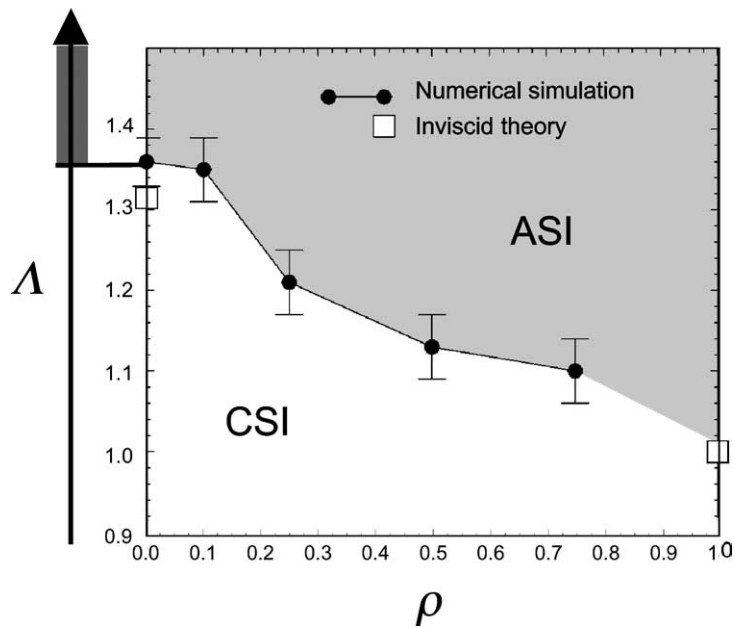 Numerical simulation
Inviscid theory
1.4
1.3
ASI
Λ
1.2
1.1
CSI
1.0
0.9
0.0 0.1 0.2 0.3 0.4 0.5 0.6 0.7 0.8 0.9 1.0
ρ